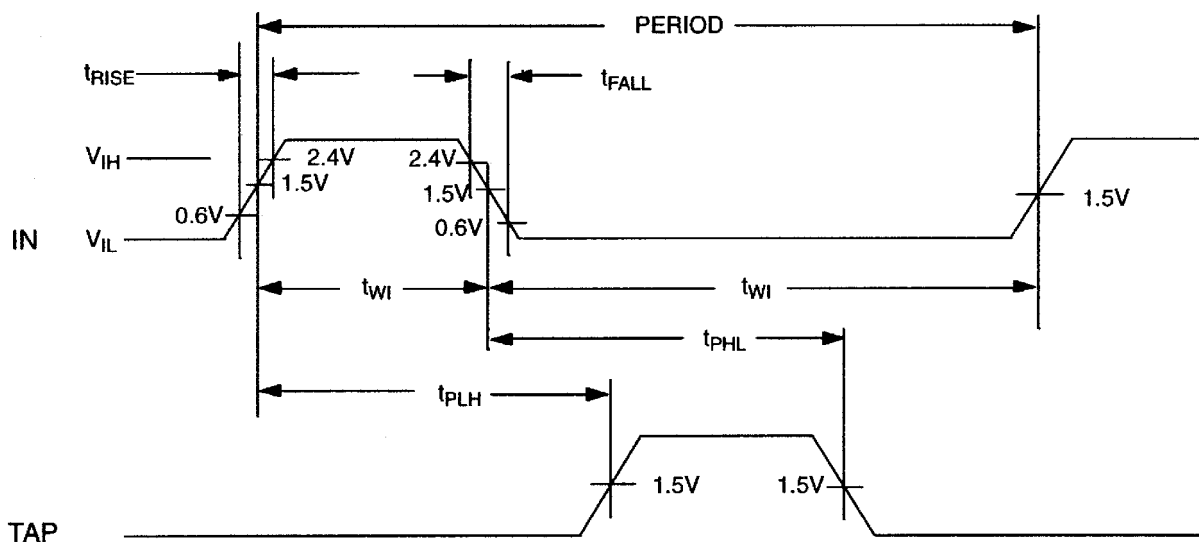 PERIOD
tRISE
tFALL
VIH
2.4V
2.4V
1.5V
1.5V
1.5V
0.6V
0.6V
IN
VIL
tWI
tWI
tPHL
tPLH
1.5V
1.5V
TAP